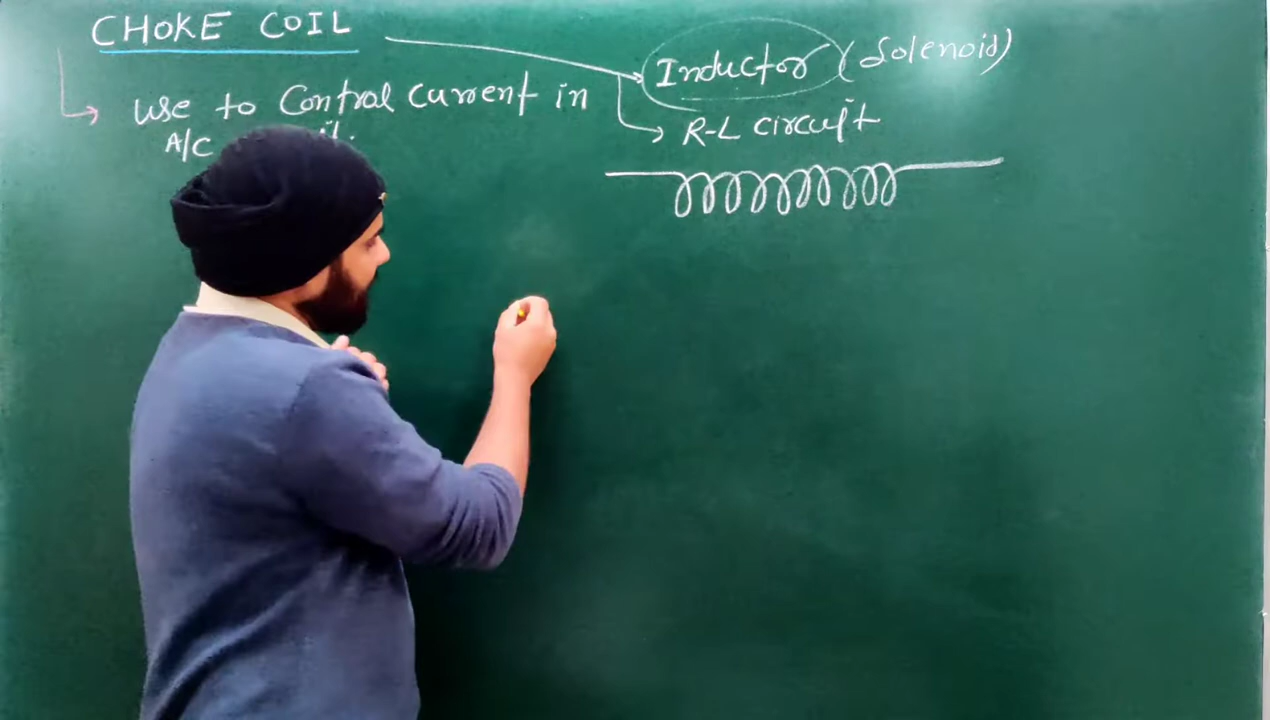 CHOKE COIL
Inductor (Solenoid)
Use to Control Current in
A/C
R-L circuit